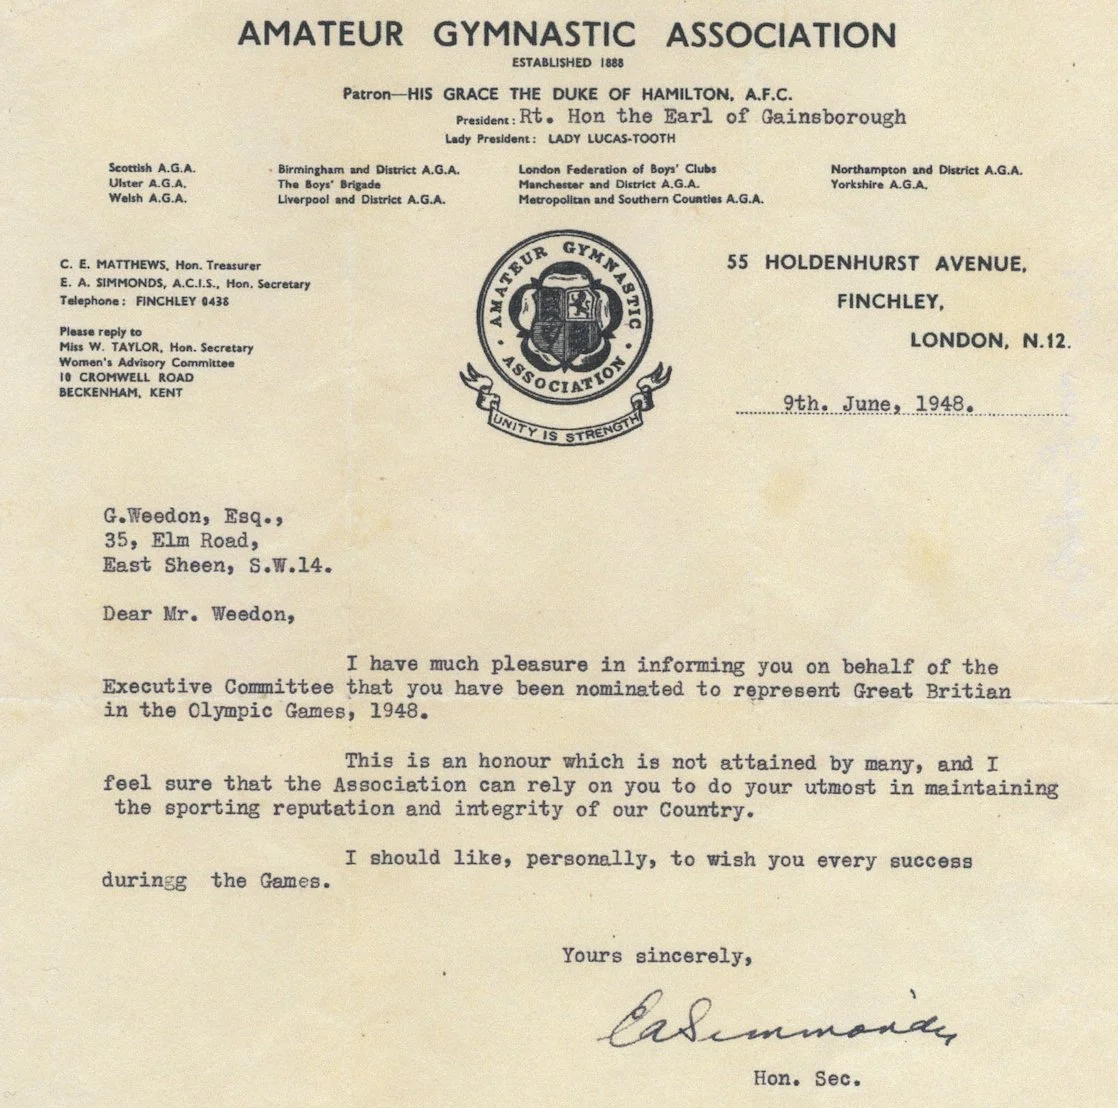 AMATEUR GYMNASTIC ASSOCIATION
ESTABLISHED 1888
Patron—HIS GRACE THE DUKE OF HAMILTON, A.F.C.
President: Rt. Hon the Earl of Gainsborough
Lady President: LADY LUCAS-TOOTH
Scottish A.G.A.
Ulster A.G.A.
Welsh A.G.A.
Birmingham and District A.G.A.
The Boys' Brigade
Liverpool and District A.G.A.
London Federation of Boys' Clubs
Manchester and District A.G.A.
Metropolitan and Southern Counties A.G.A.
Northampton and District A.G.A.
Yorkshire A.G.A.
C. E. MATTHEWS, Hon. Treasurer
E. A. SIMMONDS, A.C.I.S., Hon. Secretary
Telephone: FINCHLEY 0438
Please reply to
Miss W. TAYLOR, Hon. Secretary
Women's Advisory Committee
10 CROMWELL ROAD
BECKENHAM, KENT
AMATEUR GYMNASTIC
ASSOCIATION
UNITY IS STRENGTH
55 HOLDENHURST AVENUE,
FINCHLEY,
LONDON, N.12.
9th. June, 1948.
G.Weedon, Esq.,
35, Elm Road,
East Sheen, S.W.14.
Dear Mr. Weedon,
I have much pleasure in informing you on behalf of the
Executive Committee that you have been nominated to represent Great Britian
in the Olympic Games, 1948.
This is an honour which is not attained by many, and I
feel sure that the Association can rely on you to do your utmost in maintaining
the sporting reputation and integrity of our Country.
I should like, personally, to wish you every success
duringg the Games.
Yours sincerely,
EASimmonds
Hon. Sec.